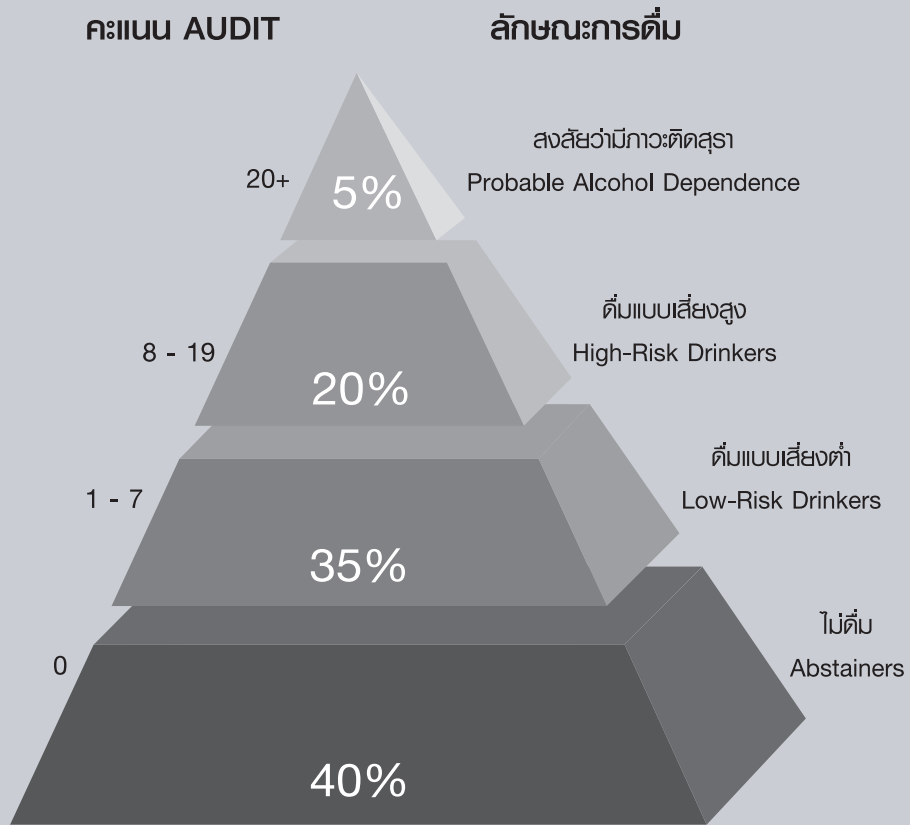 คะแนน AUDIT
ลักษณะการดื่ม
20+
5%
สงสัยว่ามีภาวะติดสุรา
Probable Alcohol Dependence
8 - 19
20%
ดื่มแบบเสี่ยงสูง
High-Risk Drinkers
1 - 7
35%
ดื่มแบบเสี่ยงต่ำ
Low-Risk Drinkers
0
40%
ไม่ดื่ม
Abstainers